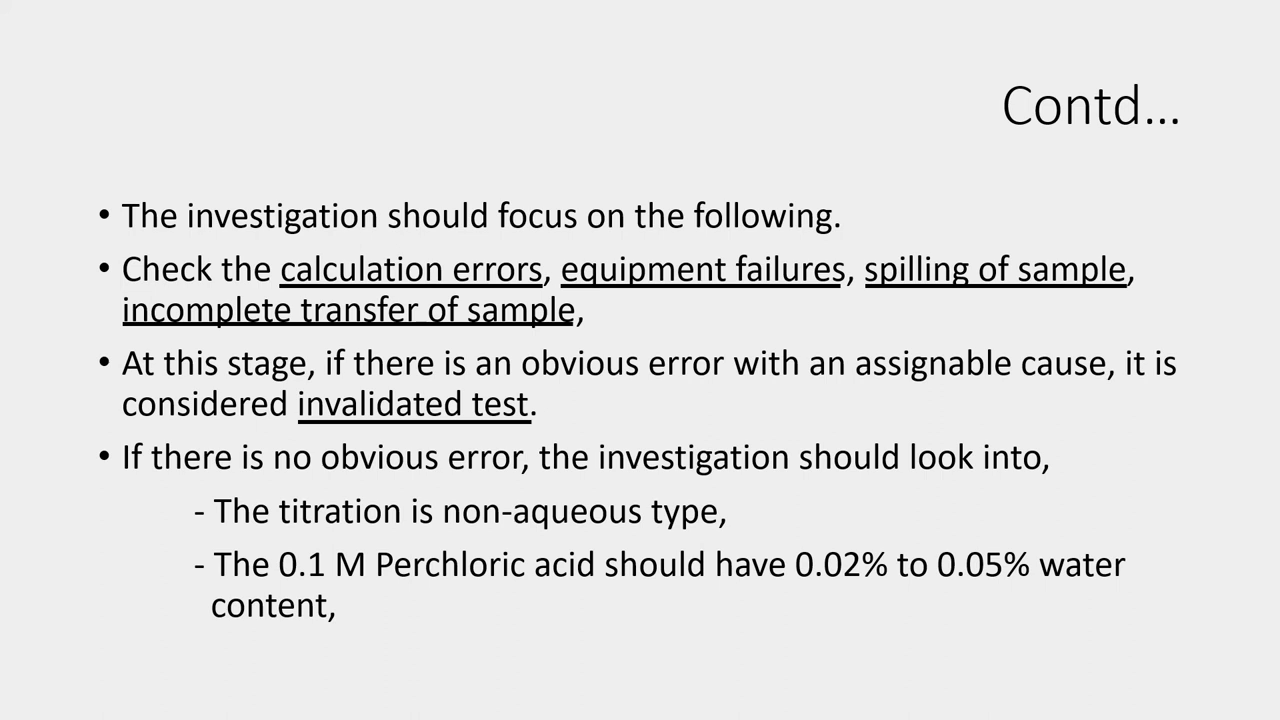 Contd...
• The investigation should focus on the following.
• Check the calculation errors, equipment failures, spilling of sample,
incomplete transfer of sample,
• At this stage, if there is an obvious error with an assignable cause, it is
considered invalidated test.
• If there is no obvious error, the investigation should look into,
- The titration is non-aqueous type,
- The 0.1 M Perchloric acid should have 0.02% to 0.05% water
content,